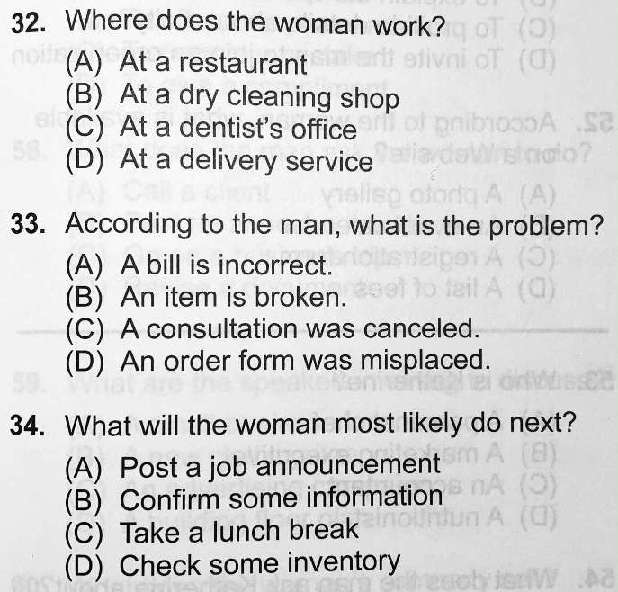 32. Where does the woman work?
(A) At a restaurant
(B) At a dry cleaning shop
(C) At a dentist's office
(D) At a delivery service
33. According to the man, what is the problem?
(A) A bill is incorrect.
(B) An item is broken.
(C) A consultation was canceled.
(D) An order form was misplaced.
34. What will the woman most likely do next?
(A) Post a job announcement
(B) Confirm some information
(C) Take a lunch break
(D) Check some inventory